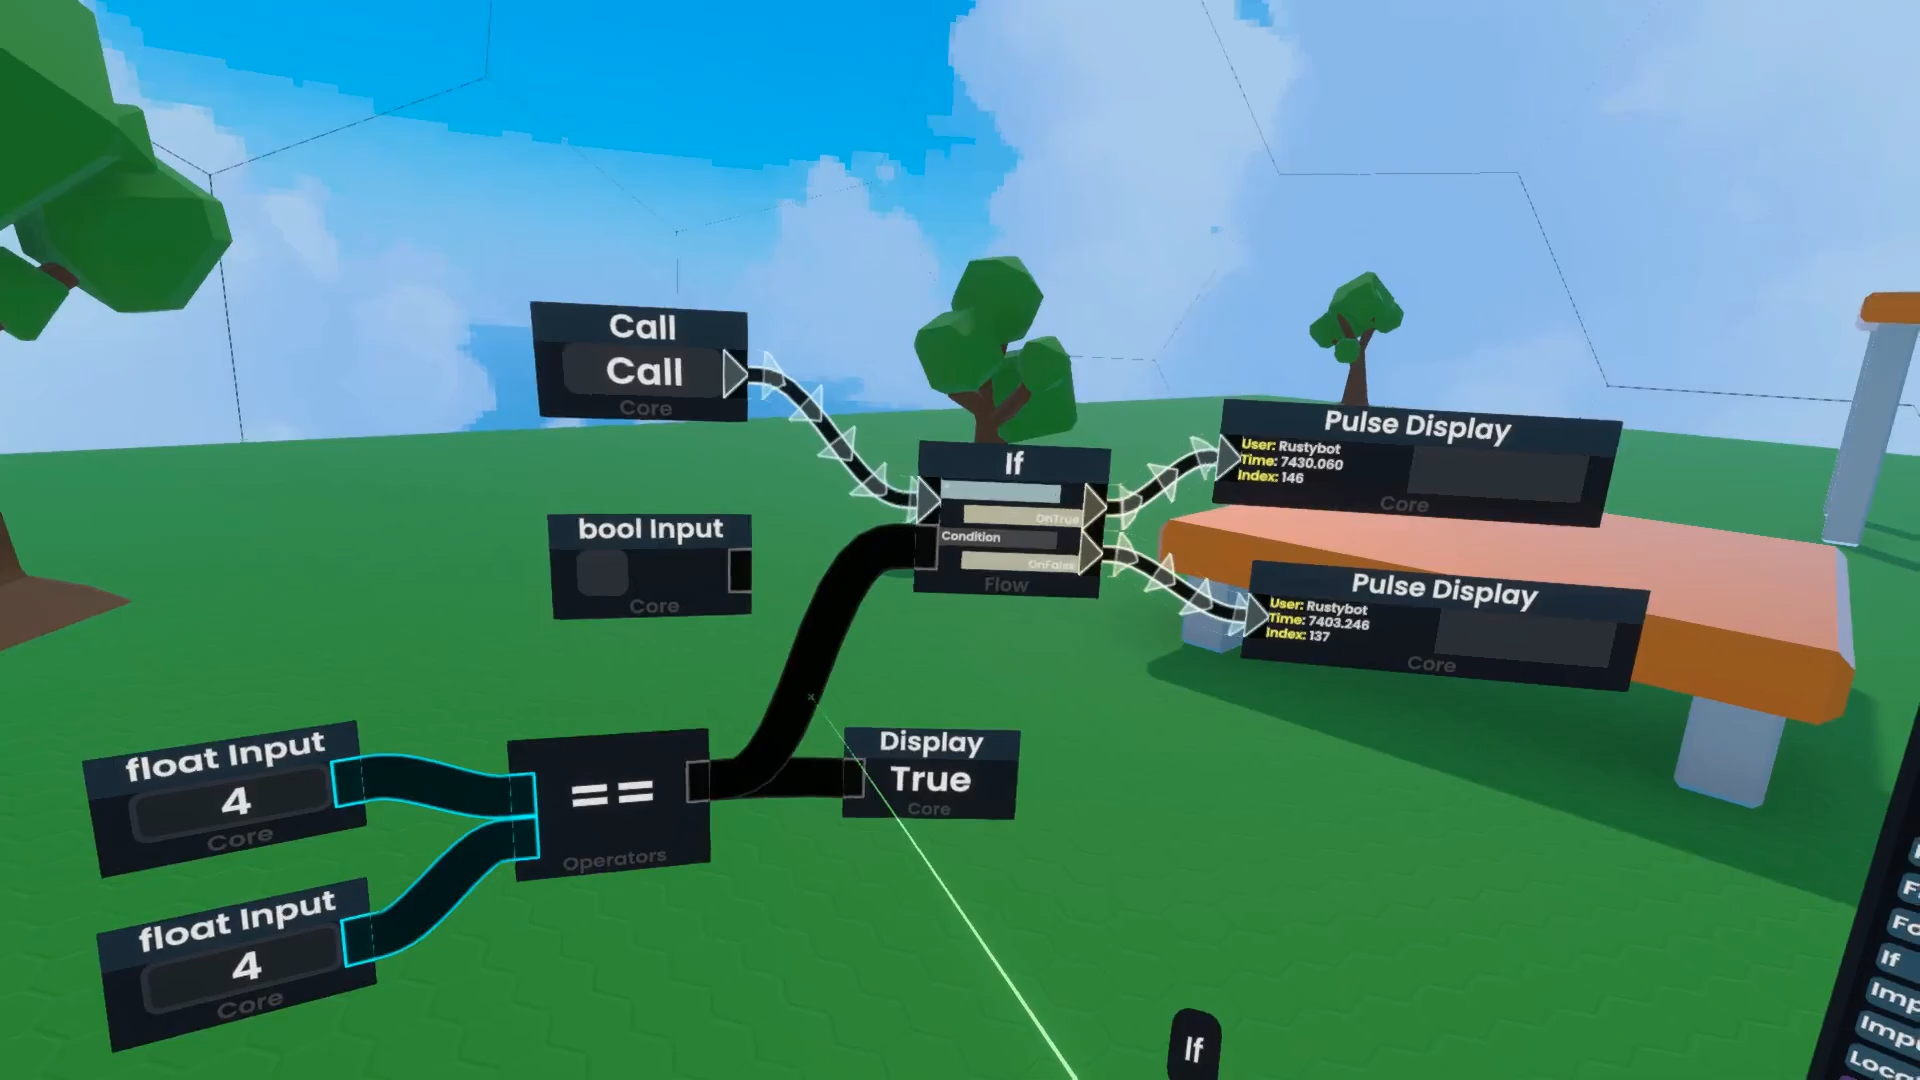 Call
Call
Core
If
OnTrue
Condition
OnFalse
Flow
Pulse Display
User: Rustybot
Time: 7430.060
Index: 146
Core
bool Input
Core
Pulse Display
User: Rustybot
Time: 7403.246
Index: 137
Core
float Input
4
Core
==
Operators
Display
True
Core
float Input
4
Core
If
If